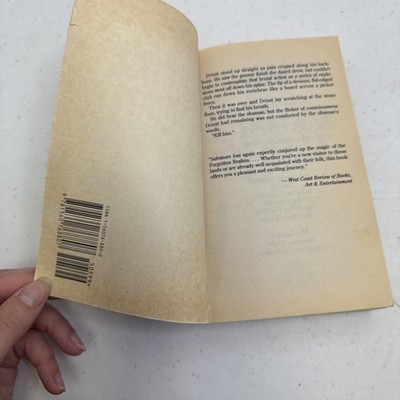 Drizzt stood up straight as pain erupted along his back-
bone. He saw the gnome finish the dazed drow, but couldn't
begin to contemplate that brutal act as a series of explo-
sions went off down his spine. The lip of a devious, flat-edged
club ran down his vertebrae like a board across a picket
fence.
Then it was over and Drizzt lay scratching at the stone
floor, trying to find his breath.
He did hear the shaman, but the flicker of consciousness
Drizzt had remaining was not comforted by the shaman's
words.
"Kill him."
"Salvatore has again expertly conjured up the magic of the
Forgotten Realms. . . . Whether you're a new visitor to these
lands or are already well acquainted with their folk, this book
offers you a pleasant and exciting journey."
— West Coast Review of Books,
Art & Entertainment